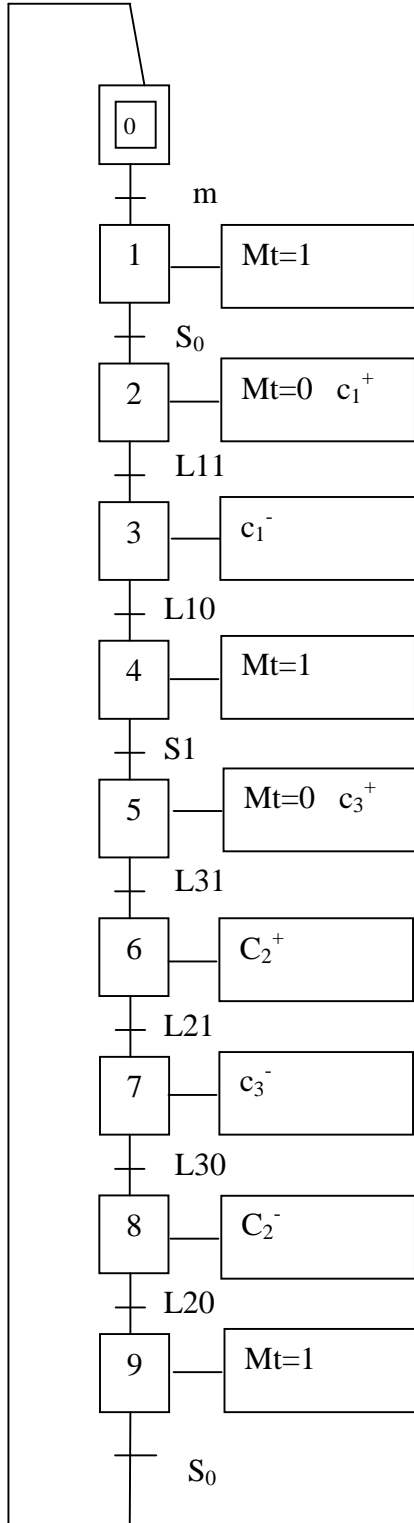 0
m
1 Mt=1
S₀
2 Mt=0 c₁⁺
L11
3 c₁⁻
L10
4 Mt=1
S1
5 Mt=0 c₃⁺
L31
6 C₂⁺
L21
7 c₃⁻
L30
8 C₂⁻
L20
9 Mt=1
S₀